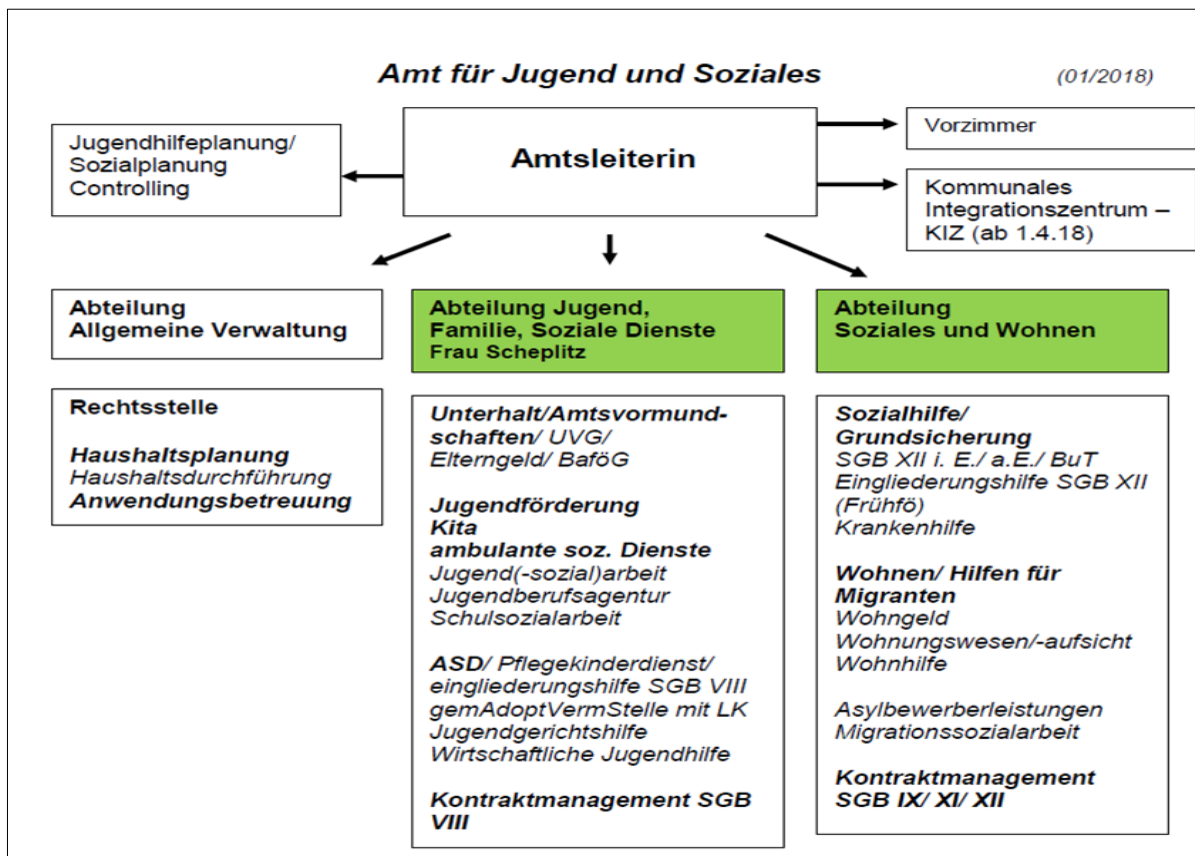 Amt für Jugend und Soziales
(01/2018)
Jugendhilfeplanung/
Sozialplanung
Controlling
Amtsleiterin
Vorzimmer
Kommunales
Integrationszentrum –
KIZ (ab 1.4.18)
Abteilung
Allgemeine Verwaltung
Abteilung Jugend,
Familie, Soziale Dienste
Frau Scheplitz
Abteilung
Soziales und Wohnen
Rechtsstelle
Haushaltsplanung
Haushaltsdurchführung
Anwendungsbetreuung
Unterhalt/Amtsvormund-
schaften/ UVG/
Elterngeld/ BaföG
Jugendförderung
Kita
ambulante soz. Dienste
Jugend(-sozial)arbeit
Jugendberufsagentur
Schulsozialarbeit
ASD/ Pflegekinderdienst/
eingliederungshilfe SGB VIII
gemAdoptVermStelle mit LK
Jugendgerichtshilfe
Wirtschaftliche Jugendhilfe
Kontraktmanagement SGB
VIII
Sozialhilfe/
Grundsicherung
SGB XII i. E./ a.E./ BuT
Eingliederungshilfe SGB XII
(Frühfö)
Krankenhilfe
Wohnen/ Hilfen für
Migranten
Wohngeld
Wohnungswesen/-aufsicht
Wohnhilfe
Asylbewerberleistungen
Migrationssozialarbeit
Kontraktmanagement
SGB IX/ XI/ XII